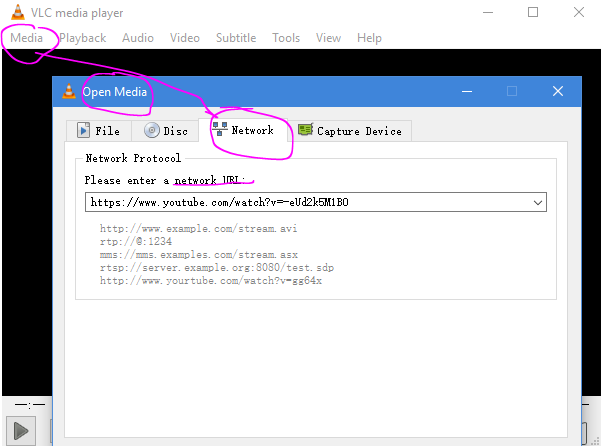 VLC media player
Media Playback Audio Video Subtitle Tools View Help
Open Media
File Disc Network Capture Device
Network Protocol
Please enter a network URL:
https://www.youtube.com/watch?v=-eUd2k5M1BO
http://www.example.com/stream.avi
rtp://@:1234
mms://mms.examples.com/stream.asx
rtsp://server.example.org:8080/test.sdp
http://www.yourtube.com/watch?v=gg64x
--:--